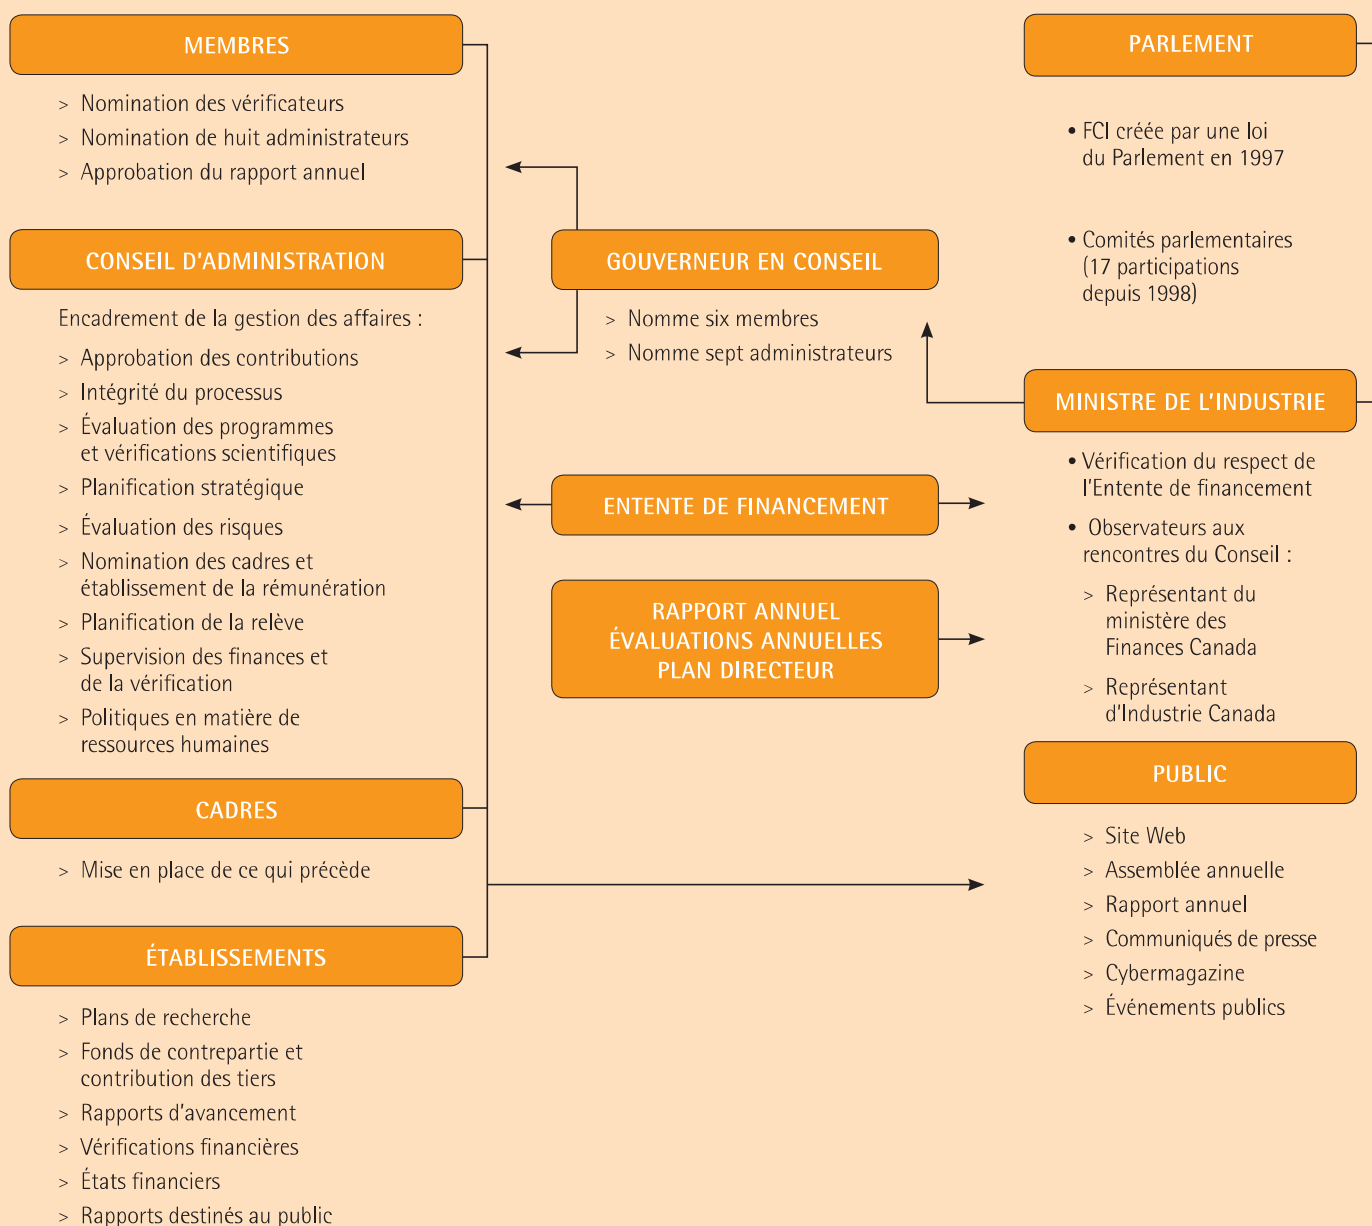 MEMBRES
> Nomination des vérificateurs
> Nomination de huit administrateurs
> Approbation du rapport annuel
CONSEIL D'ADMINISTRATION
Encadrement de la gestion des affaires :
> Approbation des contributions
> Intégrité du processus
> Évaluation des programmes
et vérifications scientifiques
> Planification stratégique
> Évaluation des risques
> Nomination des cadres et
établissement de la rémunération
> Planification de la relève
> Supervision des finances et
de la vérification
> Politiques en matière de
ressources humaines
CADRES
> Mise en place de ce qui précède
ÉTABLISSEMENTS
> Plans de recherche
> Fonds de contrepartie et
contribution des tiers
> Rapports d'avancement
> Vérifications financières
> États financiers
> Rapports destinés au public
GOUVERNEUR EN CONSEIL
> Nomme six membres
> Nomme sept administrateurs
ENTENTE DE FINANCEMENT
RAPPORT ANNUEL
ÉVALUATIONS ANNUELLES
PLAN DIRECTEUR
PARLEMENT
• FCI créée par une loi
du Parlement en 1997
• Comités parlementaires
(17 participations
depuis 1998)
MINISTRE DE L'INDUSTRIE
• Vérification du respect de
l'Entente de financement
• Observateurs aux
rencontres du Conseil :
> Représentant du
ministère des
Finances Canada
> Représentant
d'Industrie Canada
PUBLIC
> Site Web
> Assemblée annuelle
> Rapport annuel
> Communiqués de presse
> Cybermagazine
> Événements publics